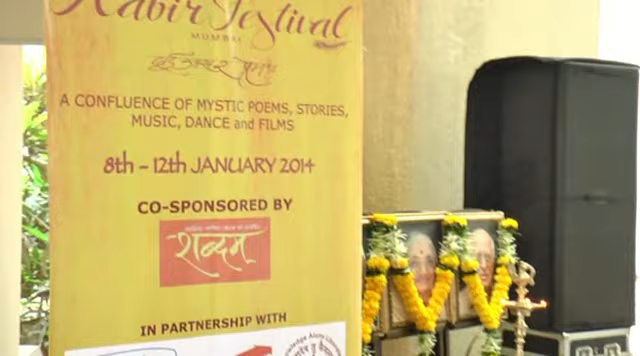 Kabir Festival
MUMBAI
A CONFLUENCE OF MYSTIC POEMS, STORIES,
MUSIC, DANCE and FILMS
8th - 12th JANUARY 2014
CO-SPONSORED BY
शब्दम्
IN PARTNERSHIP WITH